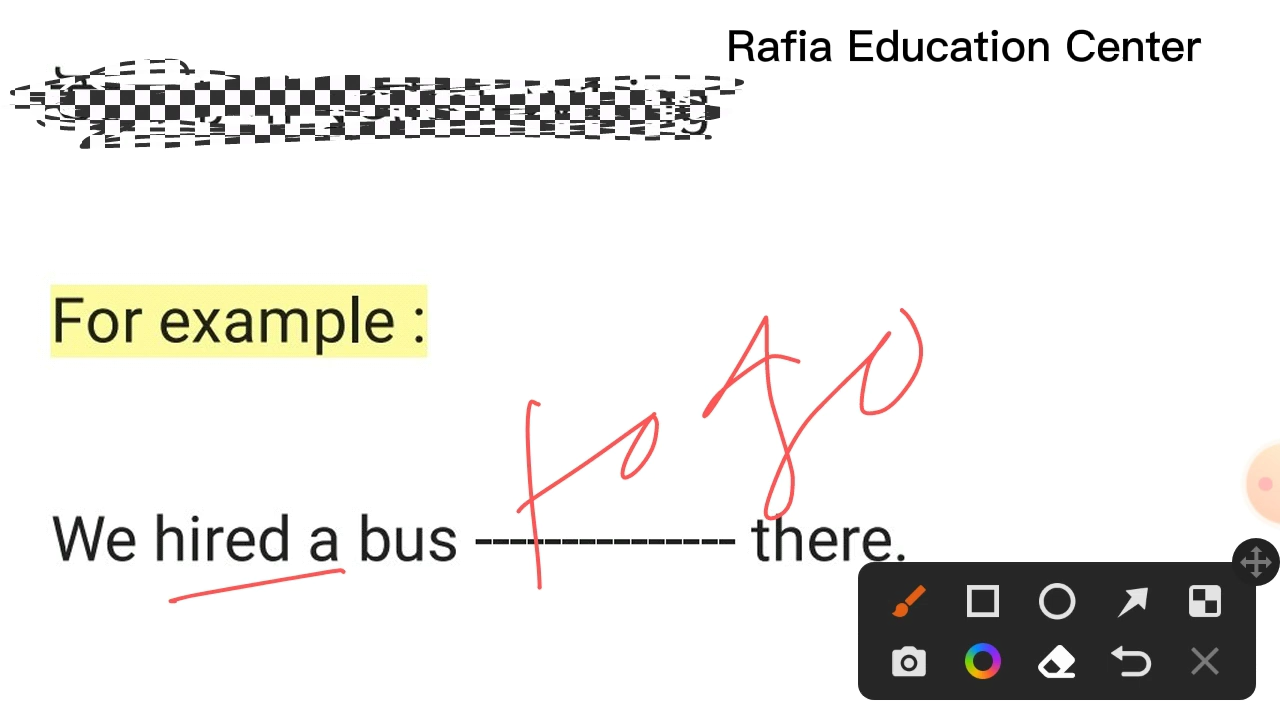 Rafia Education Center
For example :
to go
We hired a bus --------------- there.